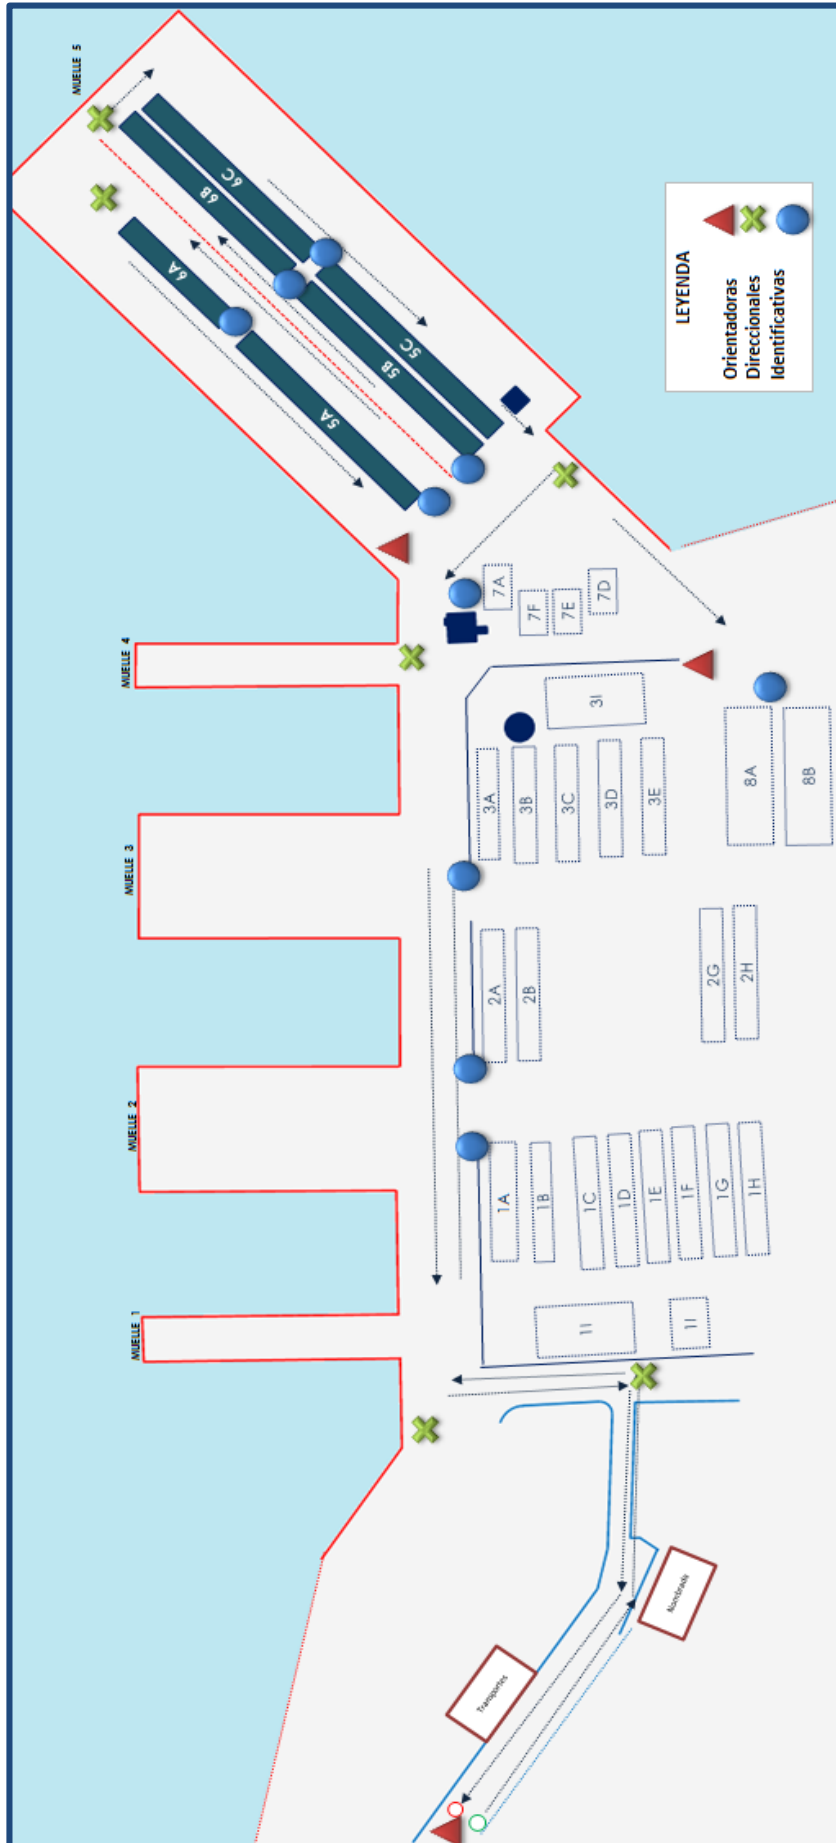 MUELLE 5
6C
6B
6A
5C
5B
5A
LEYENDA
Orientadoras
Direccionales
Identificativas
MUELLE 4
7A
7F
7E
7D
3I
3A
3B
3C
3D
3E
8A
8B
MUELLE 3
2A
2B
2G
2H
MUELLE 2
1A
1B
1C
1D
1E
1F
1G
1H
MUELLE 1
1I
1I
Nombrada
Transportes